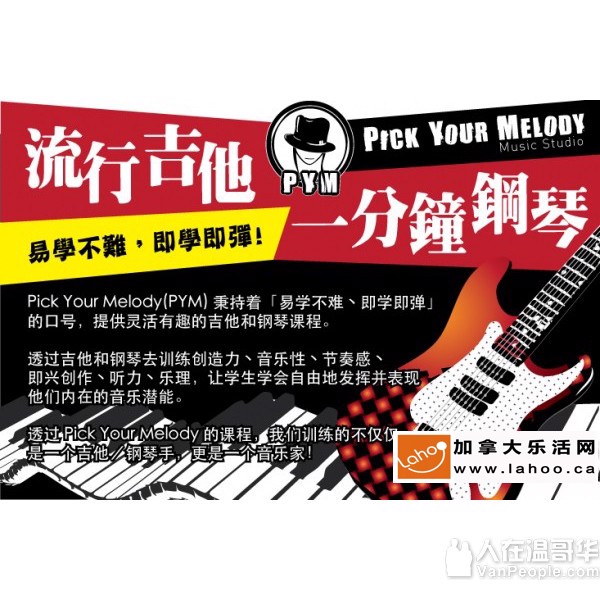 流行吉他
PYM
PICK YOUR MELODY
Music Studio
一分鐘鋼琴
易學不難，即學即彈!
Pick Your Melody(PYM) 秉持着「易学不难、即学即弹」
的口号，提供灵活有趣的吉他和钢琴课程。
透过吉他和钢琴去训练创造力、音乐性、节奏感、
即兴创作、听力、乐理，让学生学会自由地发挥并表现
他们内在的音乐潜能。
透过 Pick Your Melody 的课程，我们训练的不仅仅
是一个吉他／钢琴手，更是一个音乐家!
Lahoo
加拿大乐活网
www.lahoo.ca
人在温哥华
VanPeople.com